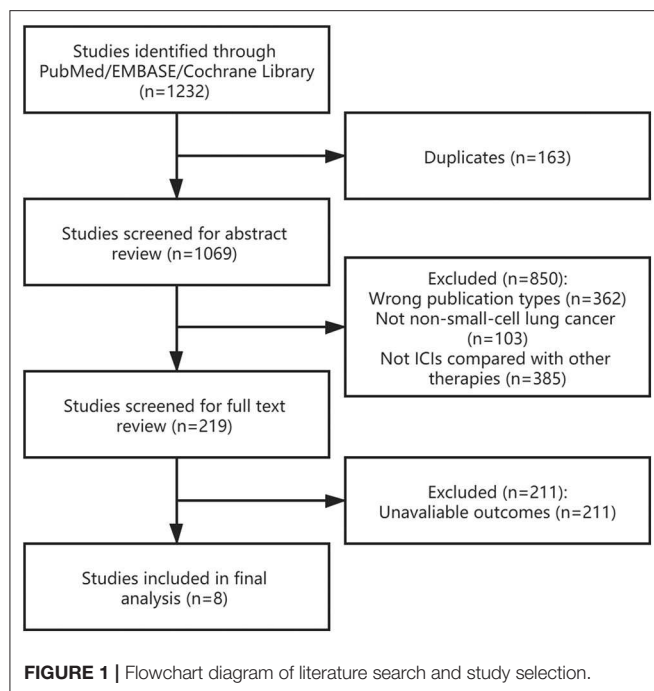 Studies identified through
PubMed/EMBASE/Cochrane Library
(n=1232)
Duplicates (n=163)
Studies screened for abstract
review (n=1069)
Excluded (n=850):
Wrong publication types (n=362)
Not non-small-cell lung cancer
(n=103)
Not ICIs compared with other
therapies (n=385)
Studies screened for full text
review (n=219)
Excluded (n=211):
Unavaliable outcomes (n=211)
Studies included in final
analysis (n=8)
FIGURE 1 | Flowchart diagram of literature search and study selection.